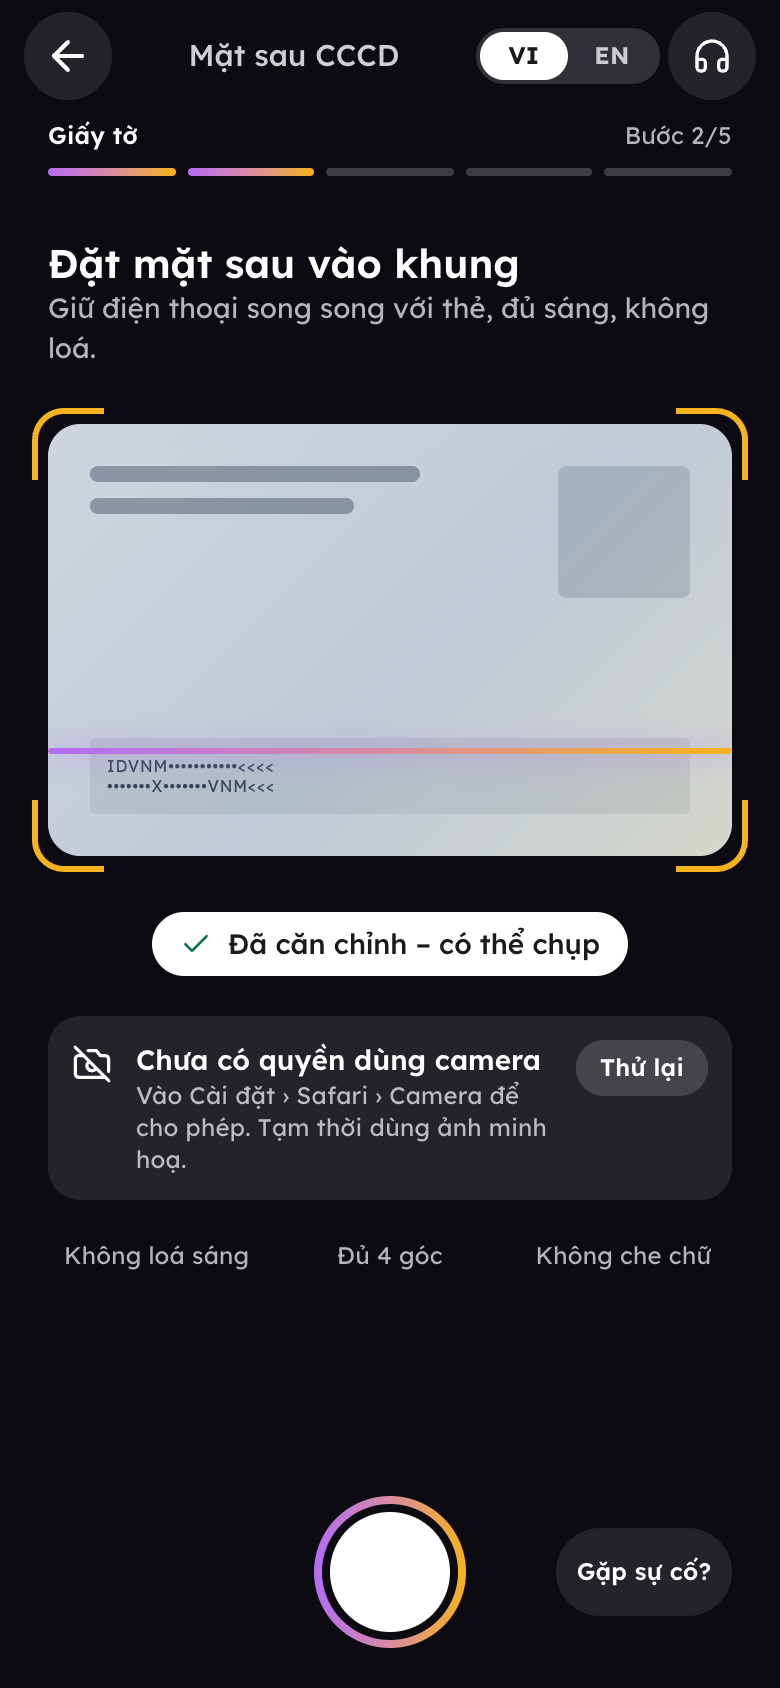 Mặt sau CCCD
VI
EN
Giấy tờ
Bước 2/5
Đặt mặt sau vào khung
Giữ điện thoại song song với thẻ, đủ sáng, không
loá.
IDVNM•••••••••••<<<<
•••••••X•••••••VNM<<<
Đã căn chỉnh – có thể chụp
Chưa có quyền dùng camera
Thử lại
Vào Cài đặt › Safari › Camera để
cho phép. Tạm thời dùng ảnh minh
hoạ.
Không loá sáng
Đủ 4 góc
Không che chữ
Gặp sự cố?